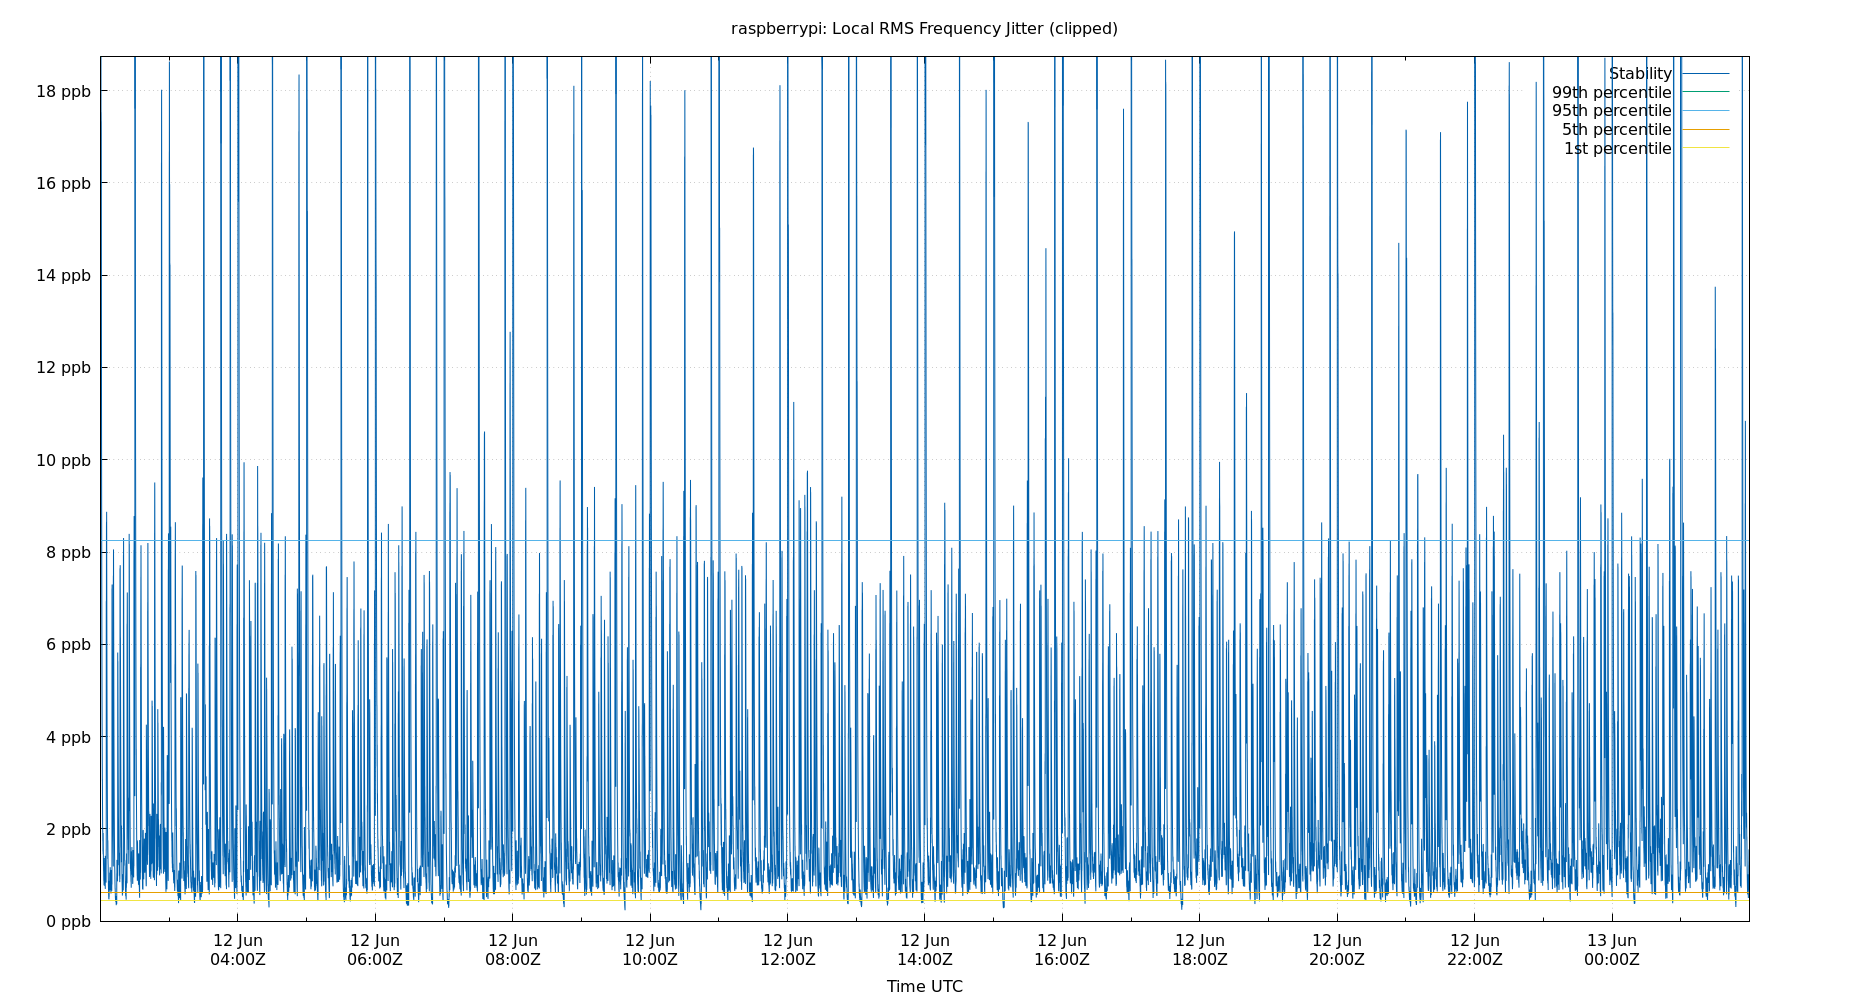 raspberrypi: Local RMS Frequency Jitter (clipped)
Stability
99th percentile
95th percentile
5th percentile
1st percentile
18 ppb
16 ppb
14 ppb
12 ppb
10 ppb
8 ppb
6 ppb
4 ppb
2 ppb
0 ppb
12 Jun 12 Jun 12 Jun 12 Jun 12 Jun 12 Jun 12 Jun 12 Jun 12 Jun 12 Jun 13 Jun
04:00Z 06:00Z 08:00Z 10:00Z 12:00Z 14:00Z 16:00Z 18:00Z 20:00Z 22:00Z 00:00Z
Time UTC